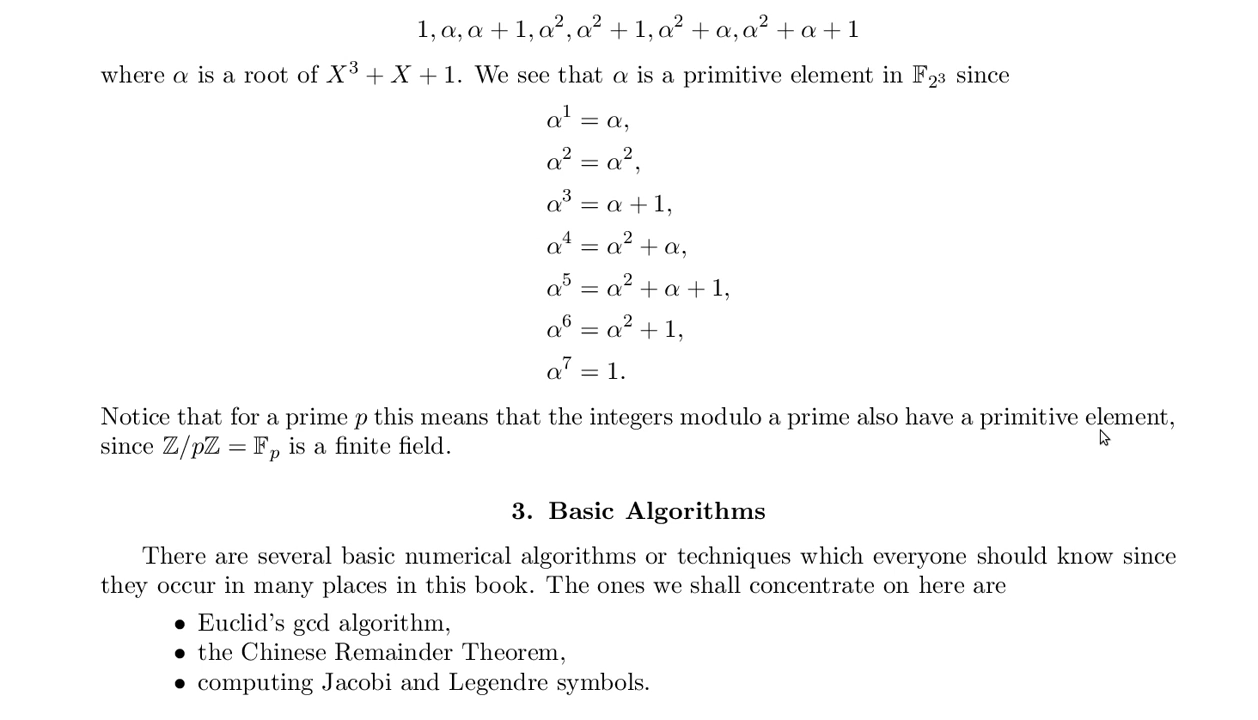 1, α, α + 1, α², α² + 1, α² + α, α² + α + 1
where α is a root of X³ + X + 1. We see that α is a primitive element in 𝔽₂³ since
α¹ = α,
α² = α²,
α³ = α + 1,
α⁴ = α² + α,
α⁵ = α² + α + 1,
α⁶ = α² + 1,
α⁷ = 1.
Notice that for a prime p this means that the integers modulo a prime also have a primitive element,
since ℤ/pℤ = 𝔽ₚ is a finite field.
3. Basic Algorithms
There are several basic numerical algorithms or techniques which everyone should know since
they occur in many places in this book. The ones we shall concentrate on here are
• Euclid's gcd algorithm,
• the Chinese Remainder Theorem,
• computing Jacobi and Legendre symbols.